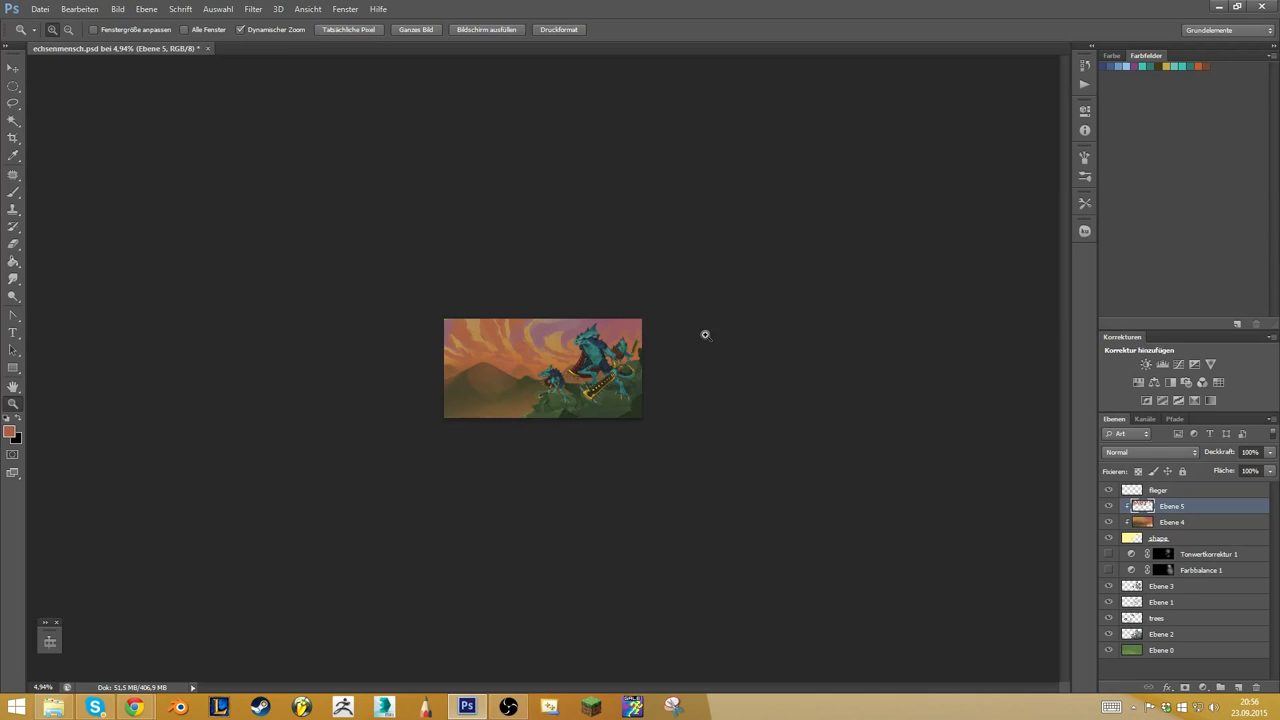 Ps Datei Bearbeiten Bild Ebene Schrift Auswahl Filter 3D Ansicht Fenster Hilfe
Fenstergröße anpassen Alle Fenster Dynamischer Zoom Tatsächliche Pixel Ganzes Bild Bildschirm ausfüllen Druckformat Grundelemente
echsenmensch.psd bei 4,94% (Ebene 5, RGB/8) * ×
Farbe Farbfelder
ku
Korrekturen
Korrektur hinzufügen
Ebenen Kanäle Pfade
Art
Normal Deckkraft: 100%
Fixieren: Fläche: 100%
flieger
Ebene 5
Ebene 4
shape
Tonwertkorrektur 1
Farbbalance 1
Ebene 3
Ebene 1
trees
Ebene 2
Ebene 0
4,94% Dok: 51,5 MB/406,9 MB
fx
20:56
23.09.2015